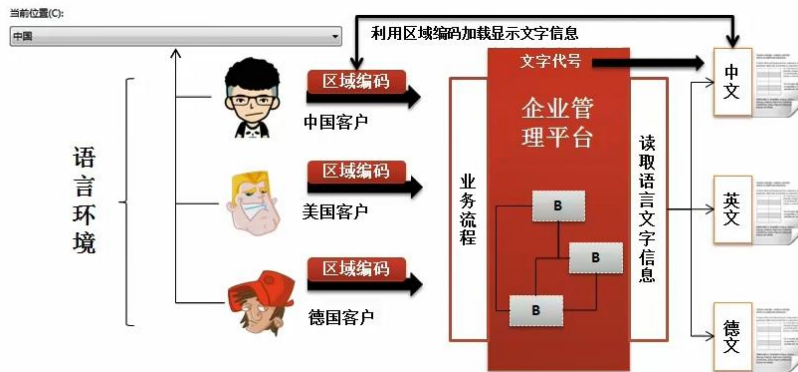 当前位置(C):
中国
利用区域编码加载显示文字信息
语言环境
区域编码
中国客户
区域编码
美国客户
区域编码
德国客户
业务流程
文字代号
企业管
理平台
B
B
B
读取语言文字信息
中文
英文
德文